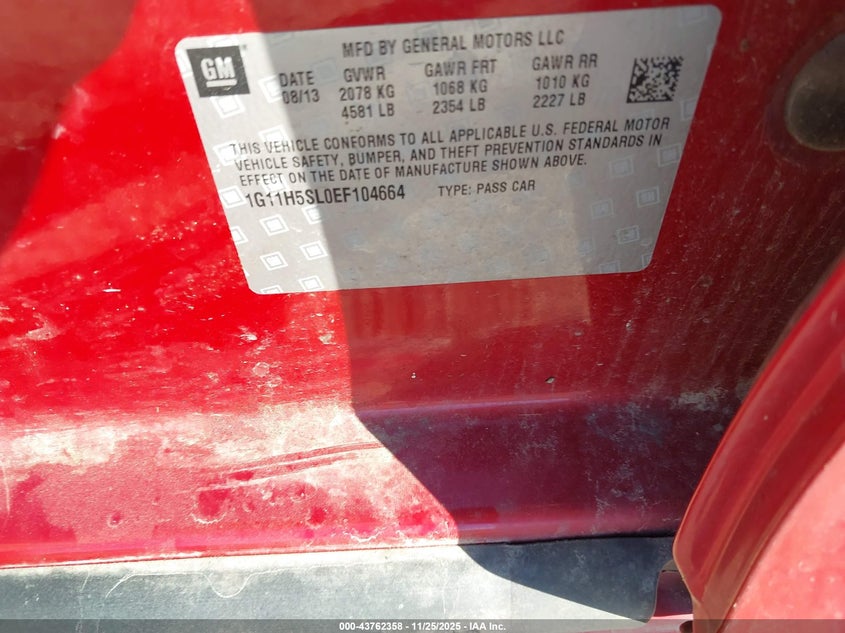 MFD BY GENERAL MOTORS LLC
GM
DATE GVWR GAWR FRT GAWR RR
08/13 2078 KG 1068 KG 1010 KG
4581 LB 2354 LB 2227 LB
THIS VEHICLE CONFORMS TO ALL APPLICABLE U.S. FEDERAL MOTOR
VEHICLE SAFETY, BUMPER, AND THEFT PREVENTION STANDARDS IN
EFFECT ON THE DATE OF MANUFACTURE SHOWN ABOVE.
1G11H5SL0EF104664 TYPE: PASS CAR
000-43762358 - 11/25/2025 - IAA Inc.